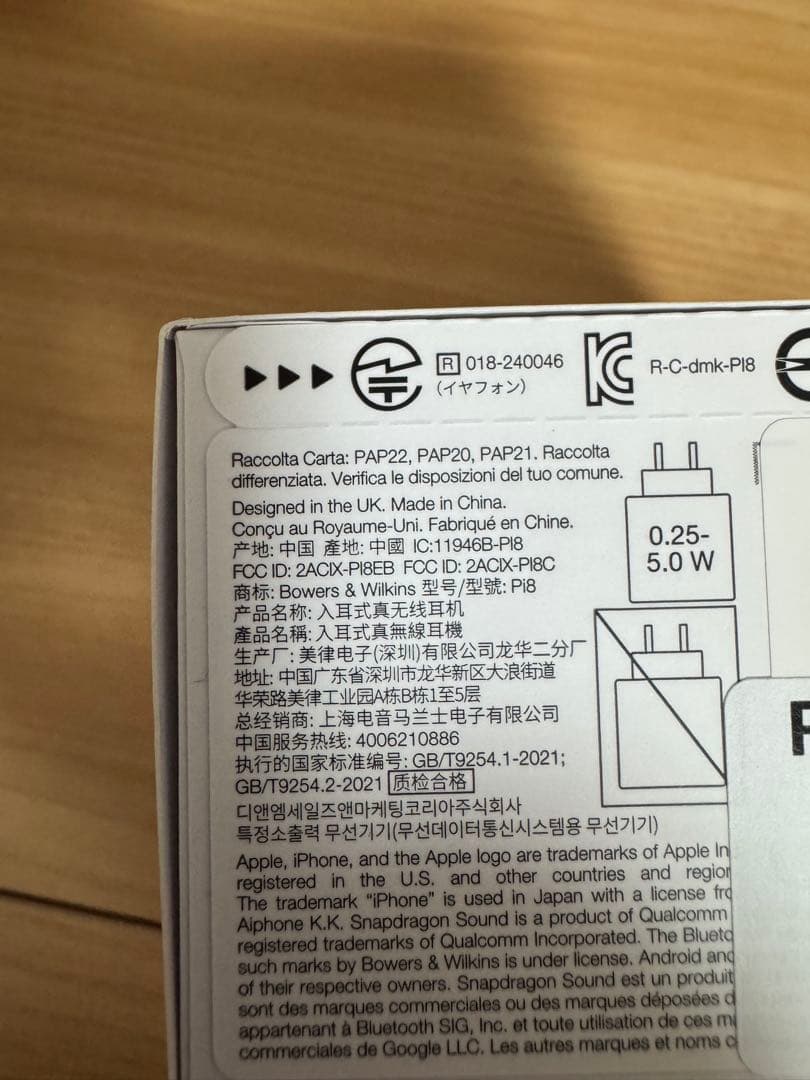 R 018-240046
(イヤフォン)
R-C-dmk-PI8
Raccolta Carta: PAP22, PAP20, PAP21. Raccolta
differenziata. Verifica le disposizioni del tuo comune.
Designed in the UK. Made in China.
Conçu au Royaume-Uni. Fabriqué en Chine.
产地: 中国 產地: 中國 IC:11946B-PI8
FCC ID: 2ACIX-PI8EB FCC ID: 2ACIX-PI8C
商标: Bowers & Wilkins 型号/型號: Pi8
产品名称: 入耳式真无线耳机
產品名稱: 入耳式真無線耳機
生产厂: 美律电子(深圳)有限公司龙华二分厂
地址: 中国广东省深圳市龙华新区大浪街道
华荣路美律工业园A栋B栋1至5层
总经销商: 上海电音马兰士电子有限公司
中国服务热线: 4006210886
执行的国家标准编号: GB/T9254.1-2021;
GB/T9254.2-2021 质检合格
디앤엠세일즈앤마케팅코리아주식회사
특정소출력 무선기기(무선데이터통신시스템용 무선기기)
0.25-
5.0 W
Apple, iPhone, and the Apple logo are trademarks of Apple In
registered in the U.S. and other countries and region
The trademark “iPhone” is used in Japan with a license fro
Aiphone K.K. Snapdragon Sound is a product of Qualcomm
registered trademarks of Qualcomm Incorporated. The Blueto
such marks by Bowers & Wilkins is under license. Android and
of their respective owners. Snapdragon Sound est un produit
sont des marques commerciales ou des marques déposées d
appartenant à Bluetooth SIG, Inc. et toute utilisation de ces ma
commerciales de Google LLC. Les autres marques et noms c